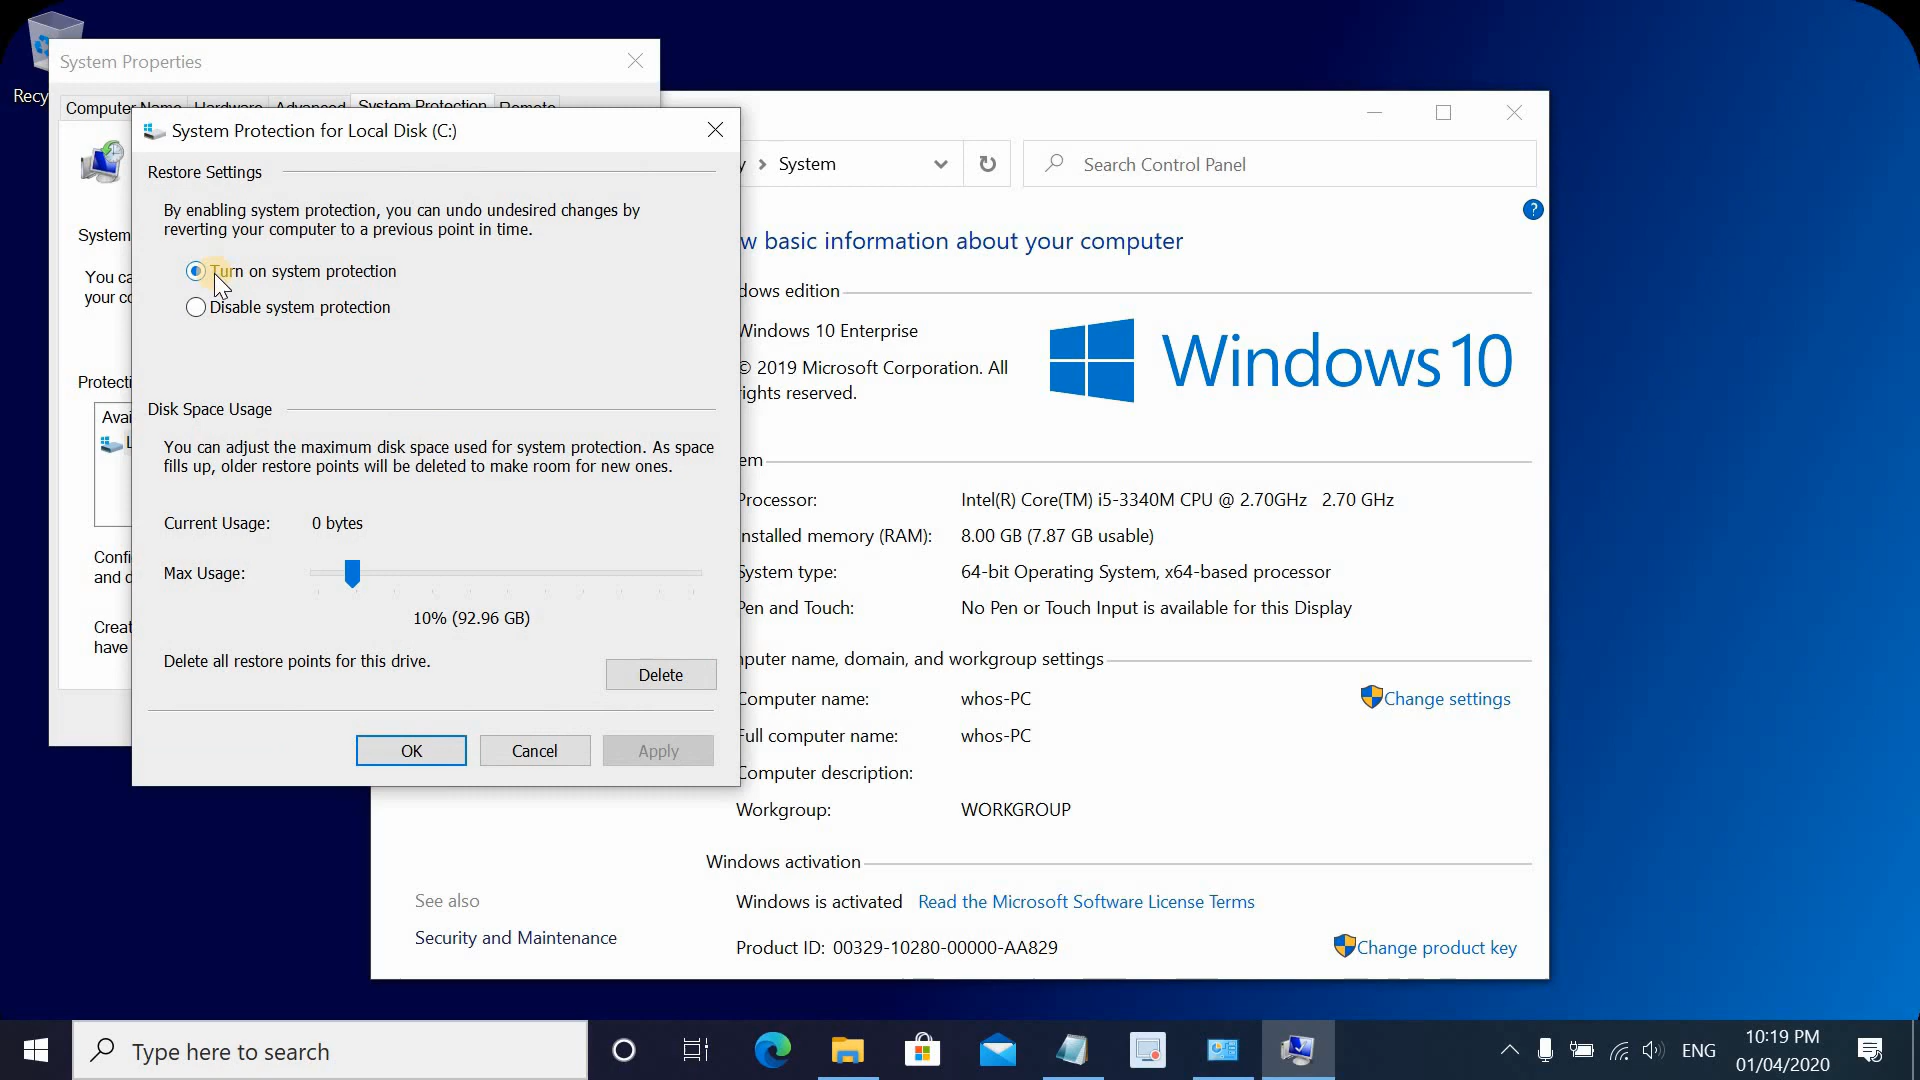 Recy
System Properties
Computer Name Hardware Advanced System Protection Remote
System
You ca
your co
Protecti
Avai
L
Confi
and d
Creat
have
System Protection for Local Disk (C:)
Restore Settings
By enabling system protection, you can undo undesired changes by
reverting your computer to a previous point in time.
Turn on system protection
Disable system protection
Disk Space Usage
You can adjust the maximum disk space used for system protection. As space
fills up, older restore points will be deleted to make room for new ones.
Current Usage: 0 bytes
Max Usage:
10% (92.96 GB)
Delete all restore points for this drive.
Delete
OK Cancel Apply
y > System
Search Control Panel
?
w basic information about your computer
dows edition
Windows 10 Enterprise
© 2019 Microsoft Corporation. All
rights reserved.
Windows 10
em
Processor: Intel(R) Core(TM) i5-3340M CPU @ 2.70GHz 2.70 GHz
nstalled memory (RAM): 8.00 GB (7.87 GB usable)
System type: 64-bit Operating System, x64-based processor
Pen and Touch: No Pen or Touch Input is available for this Display
nputer name, domain, and workgroup settings
Computer name: whos-PC
Change settings
Full computer name: whos-PC
Computer description:
Workgroup: WORKGROUP
Windows activation
Windows is activated Read the Microsoft Software License Terms
Product ID: 00329-10280-00000-AA829
Change product key
See also
Security and Maintenance
Type here to search
ENG
10:19 PM
01/04/2020